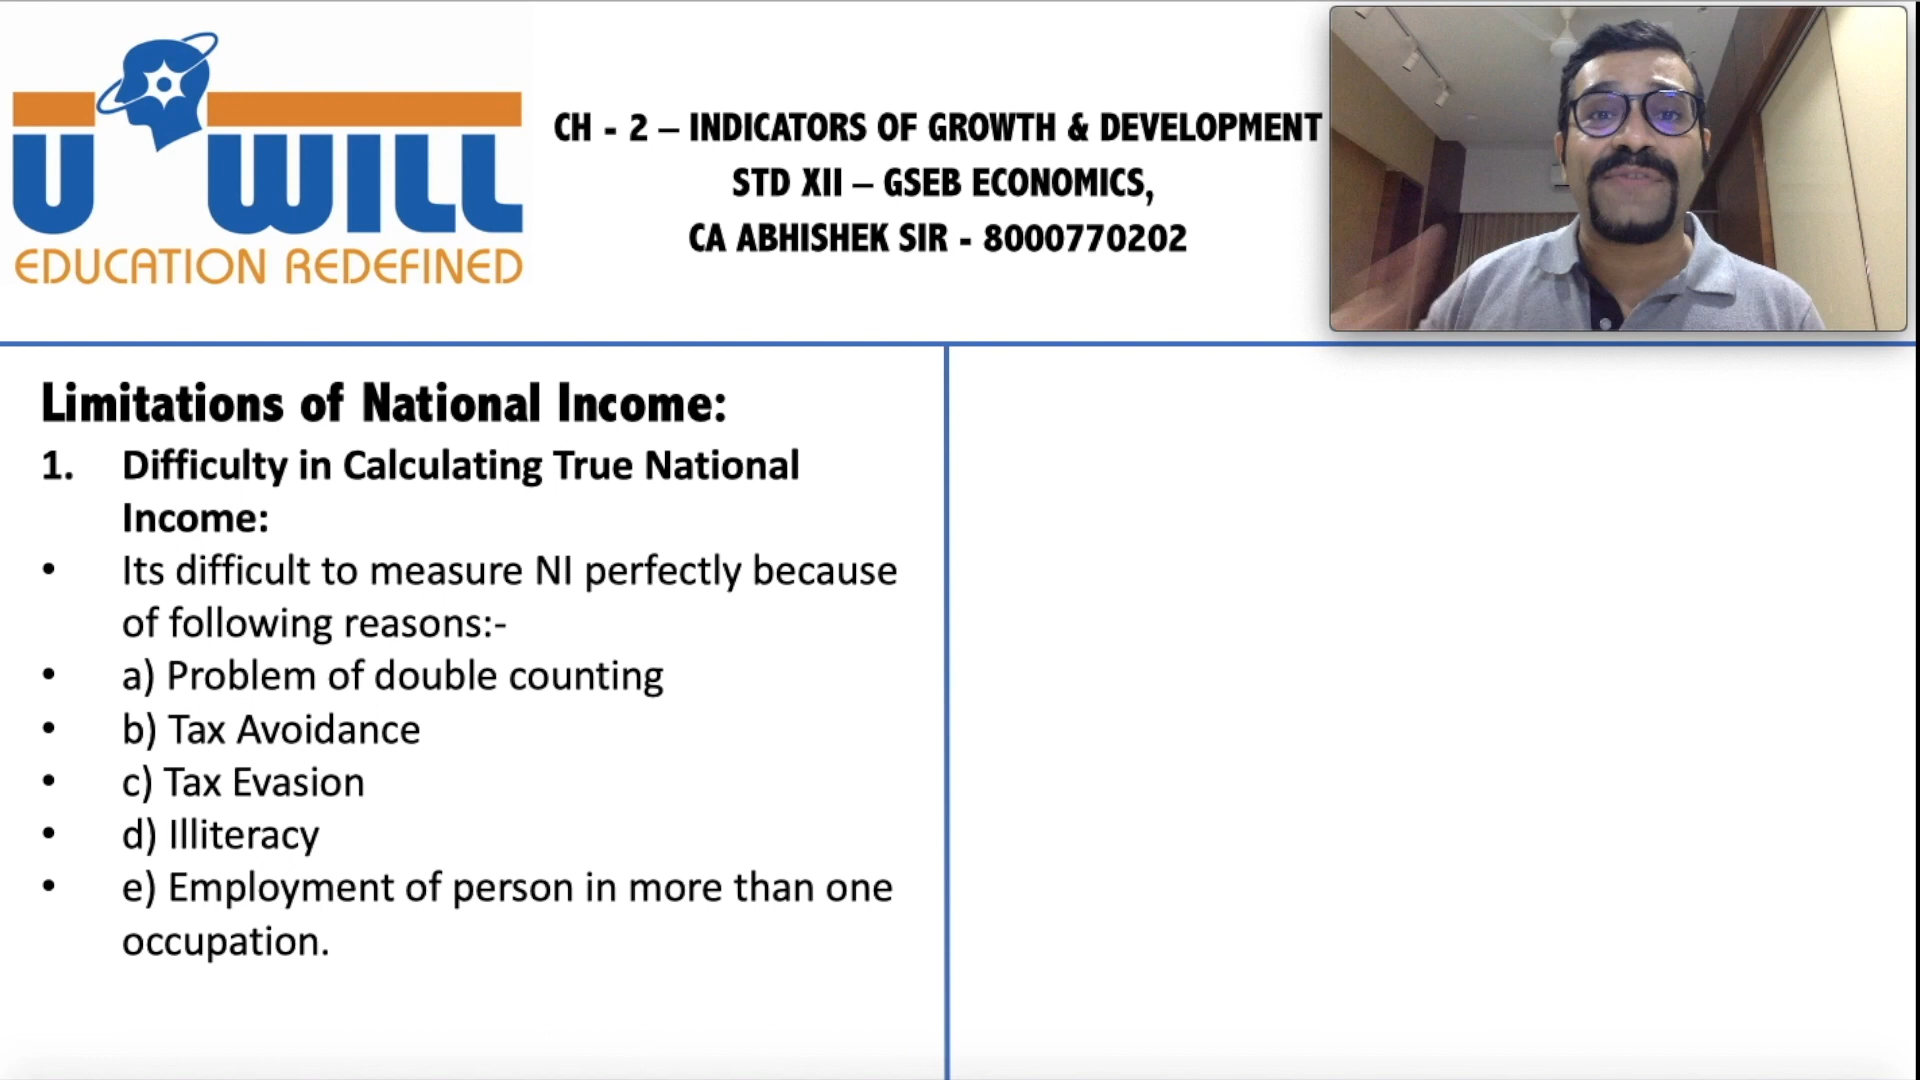 U WILL
EDUCATION REDEFINED
CH - 2 – INDICATORS OF GROWTH & DEVELOPMENT
STD XII – GSEB ECONOMICS,
CA ABHISHEK SIR - 8000770202
Limitations of National Income:
1. Difficulty in Calculating True National
Income:
• Its difficult to measure NI perfectly because
of following reasons:-
• a) Problem of double counting
• b) Tax Avoidance
• c) Tax Evasion
• d) Illiteracy
• e) Employment of person in more than one
occupation.